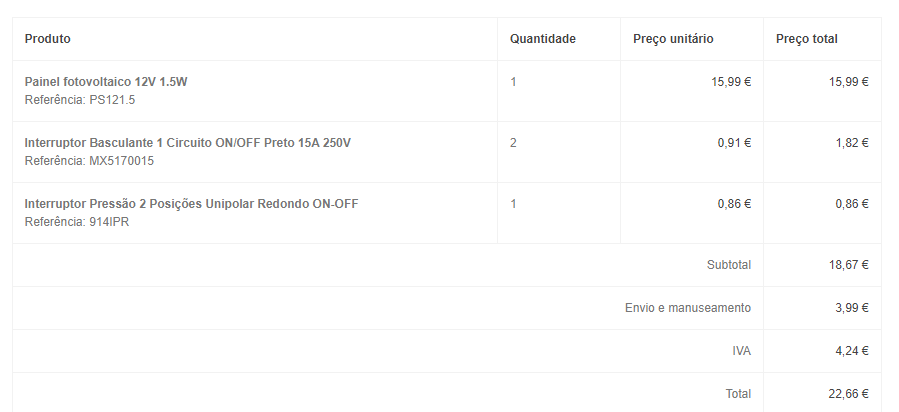 Produto Quantidade Preço unitário Preço total
Painel fotovoltaico 12V 1.5W 1 15,99 € 15,99 €
Referência: PS121.5
Interruptor Basculante 1 Circuito ON/OFF Preto 15A 250V 2 0,91 € 1,82 €
Referência: MX5170015
Interruptor Pressão 2 Posições Unipolar Redondo ON-OFF 1 0,86 € 0,86 €
Referência: 914IPR
Subtotal 18,67 €
Envio e manuseamento 3,99 €
IVA 4,24 €
Total 22,66 €